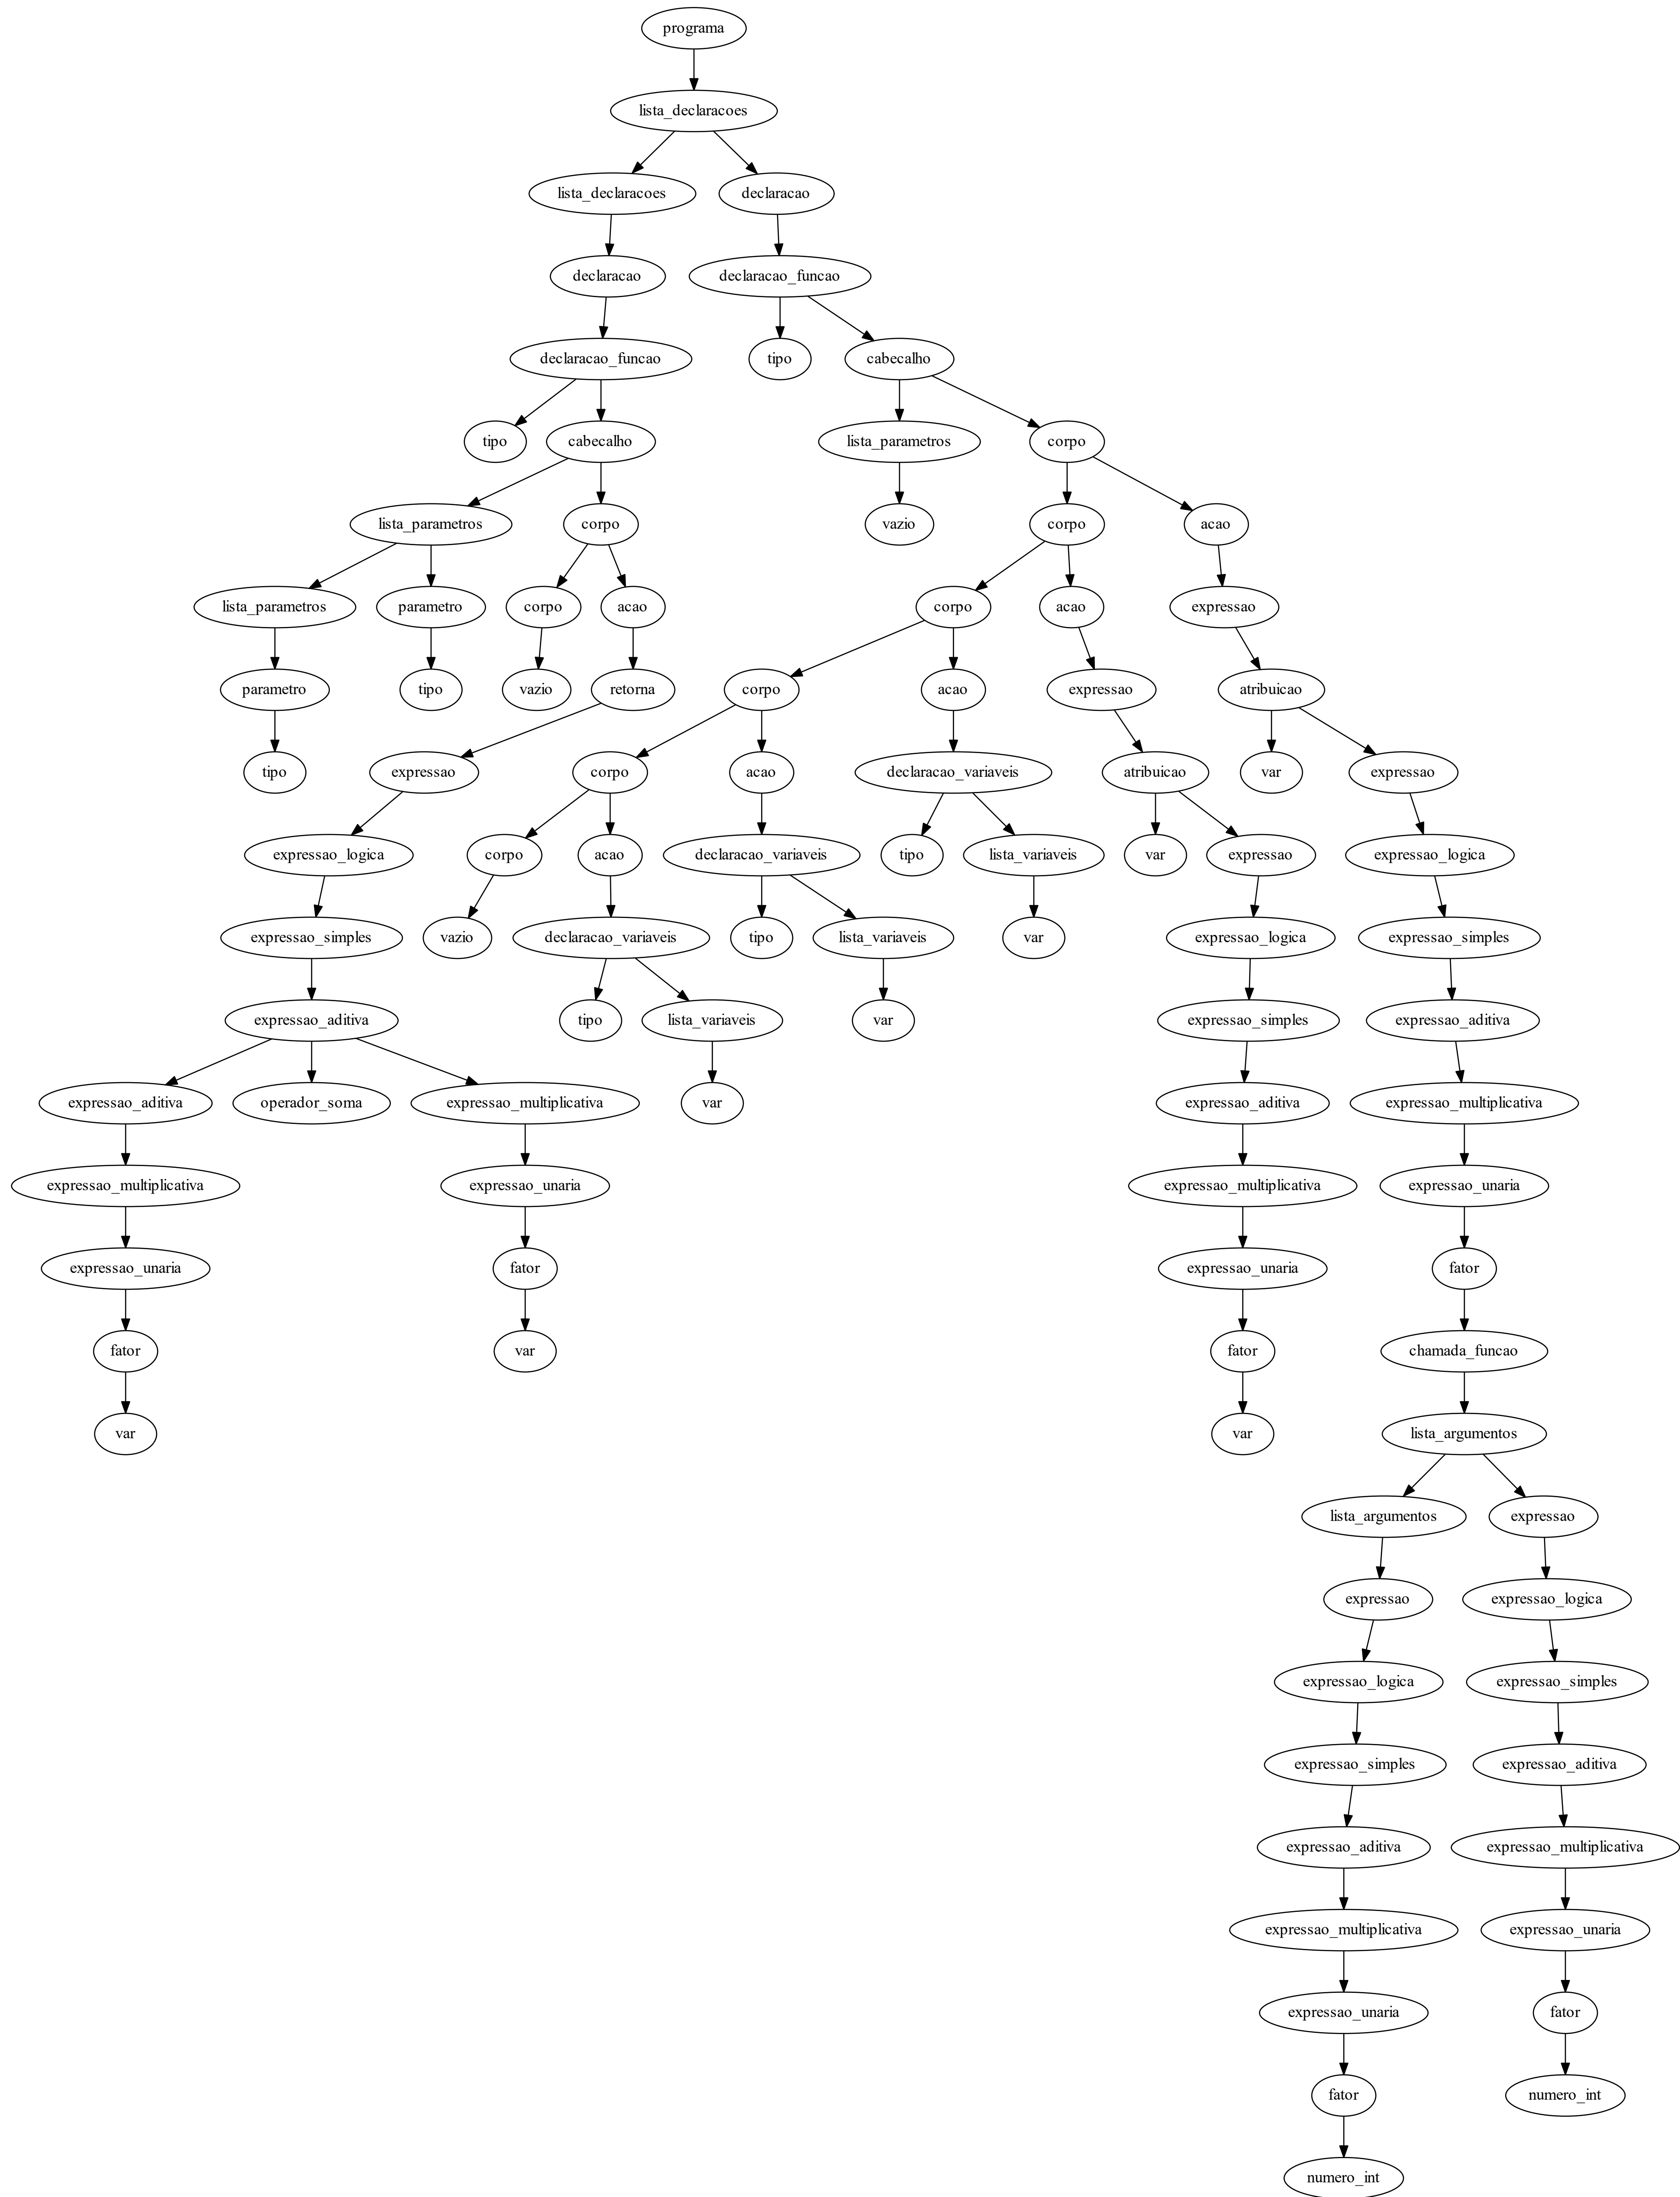 programa
lista_declaracoes
lista_declaracoes
declaracao
declaracao
declaracao_funcao
declaracao_funcao
tipo
cabecalho
tipo
cabecalho
lista_parametros
corpo
lista_parametros
corpo
vazio
corpo
acao
lista_parametros
parametro
corpo
acao
corpo
acao
expressao
parametro
tipo
vazio
retorna
corpo
acao
expressao
atribuicao
tipo
expressao
corpo
acao
declaracao_variaveis
atribuicao
var
expressao
expressao_logica
corpo
acao
declaracao_variaveis
tipo
lista_variaveis
var
expressao
expressao_logica
expressao_simples
vazio
declaracao_variaveis
tipo
lista_variaveis
var
expressao_logica
expressao_simples
expressao_aditiva
tipo
lista_variaveis
var
expressao_simples
expressao_aditiva
expressao_aditiva
operador_soma
expressao_multiplicativa
var
expressao_aditiva
expressao_multiplicativa
expressao_multiplicativa
expressao_unaria
expressao_multiplicativa
expressao_unaria
expressao_unaria
fator
expressao_unaria
fator
fator
var
fator
chamada_funcao
var
var
lista_argumentos
lista_argumentos
expressao
expressao
expressao_logica
expressao_logica
expressao_simples
expressao_simples
expressao_aditiva
expressao_aditiva
expressao_multiplicativa
expressao_multiplicativa
expressao_unaria
expressao_unaria
fator
fator
numero_int
numero_int